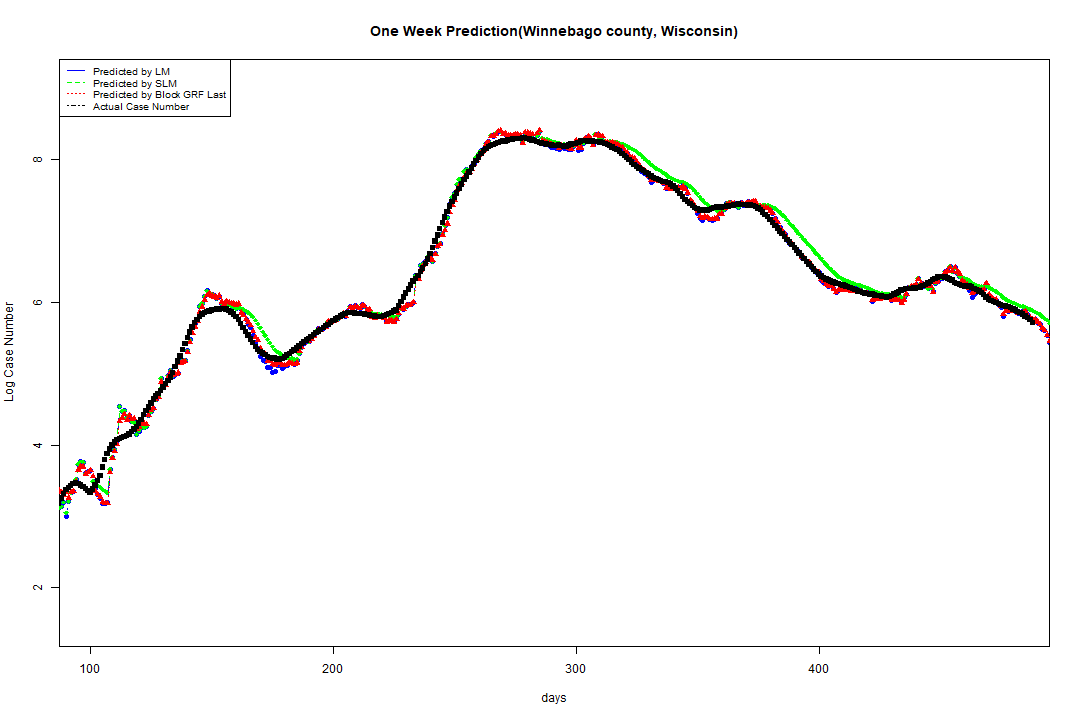 One Week Prediction(Winnebago county, Wisconsin)
Predicted by LM
Predicted by SLM
Predicted by Block GRF Last
Actual Case Number
8
6
4
2
Log Case Number
100 200 300 400
days